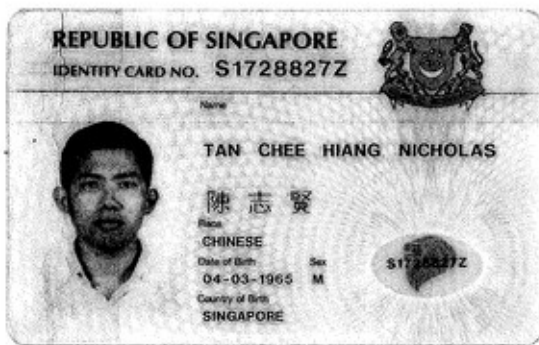 REPUBLIC OF SINGAPORE
IDENTITY CARD NO. S1728827Z
Name
TAN CHEE HIANG NICHOLAS
陳志賢
Race
CHINESE
Date of Birth Sex
04-03-1965 M
Country of Birth
SINGAPORE
S1728827Z